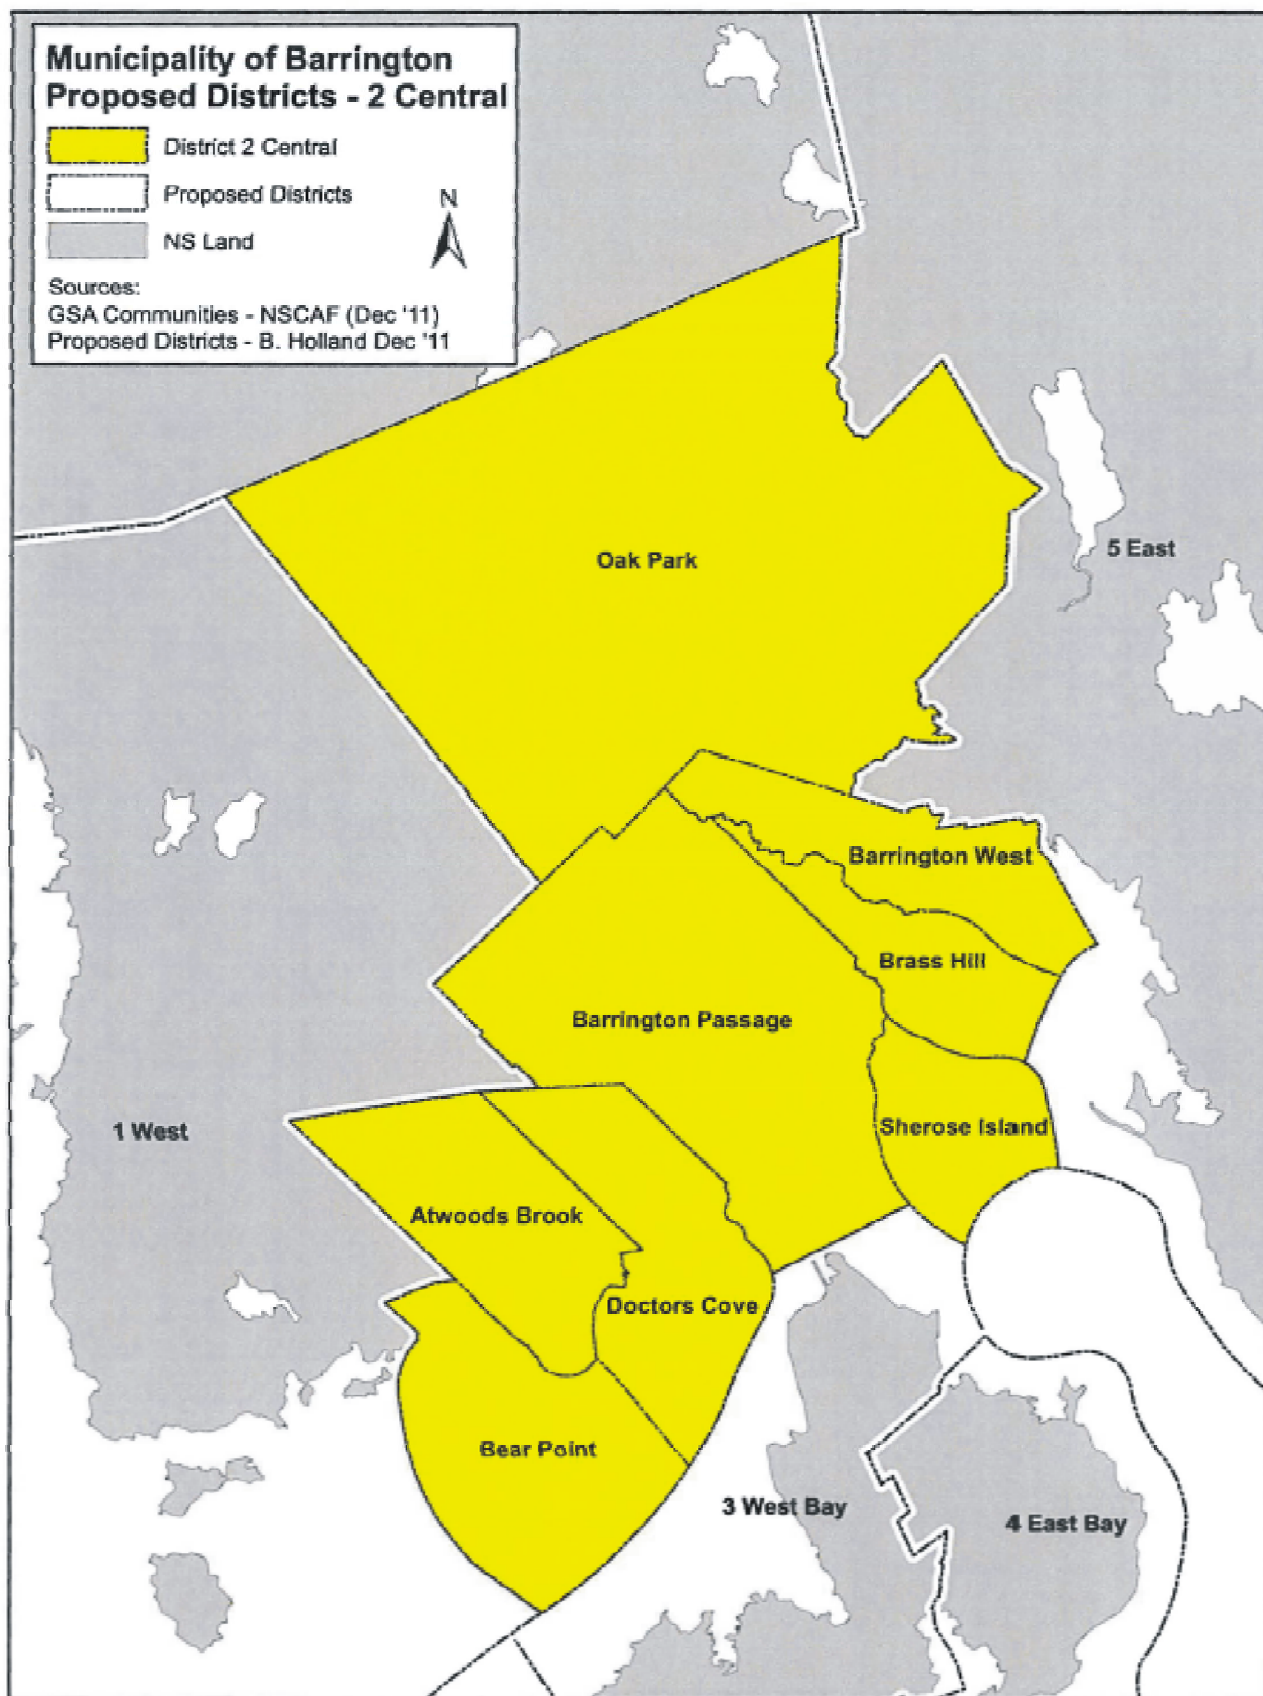 Municipality of Barrington
Proposed Districts - 2 Central
District 2 Central
Proposed Districts
NS Land
N
Sources:
GSA Communities - NSCAF (Dec '11)
Proposed Districts - B. Holland Dec '11
Oak Park
5 East
Barrington West
Brass Hill
Barrington Passage
Sherose Island
1 West
Atwoods Brook
Doctors Cove
Bear Point
3 West Bay
4 East Bay